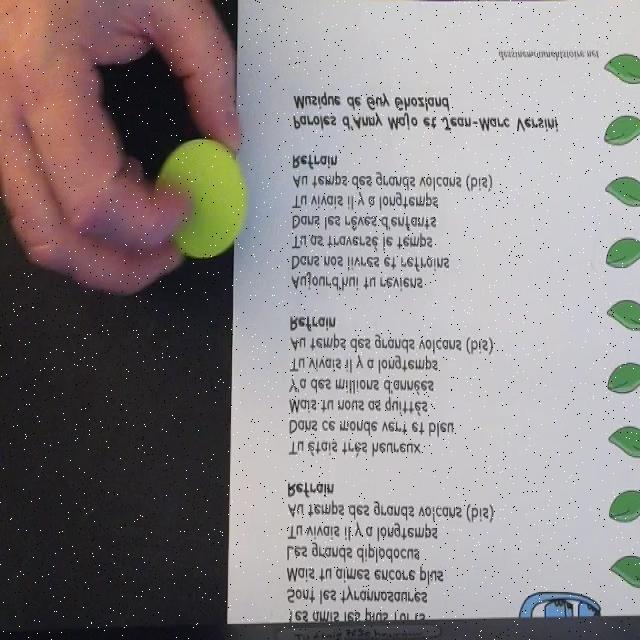 Tes amis les plus forts
Sont les tyrannosaures
Mais tu aimes encore plus
Les grands diplodocus
Tu vivais il y a longtemps
Au temps des grands volcans (bis)
Refrain
Tu étais très heureux
Dans ce monde vert et bleu
Mais tu nous as quittés
Y'a des millions d'années
Tu vivais il y a longtemps
Au temps des grands volcans (bis)
Refrain
Aujourd'hui tu reviens
Dans nos livres et refrains
Tu as traversé le temps
Dans les rêves d'enfants
Tu vivais il y a longtemps
Au temps des grands volcans (bis)
Refrain
Paroles d'Anny Majo et Jean-Marc Versini
Musique de Guy Ghozland
dessinemoiunehistoire.net